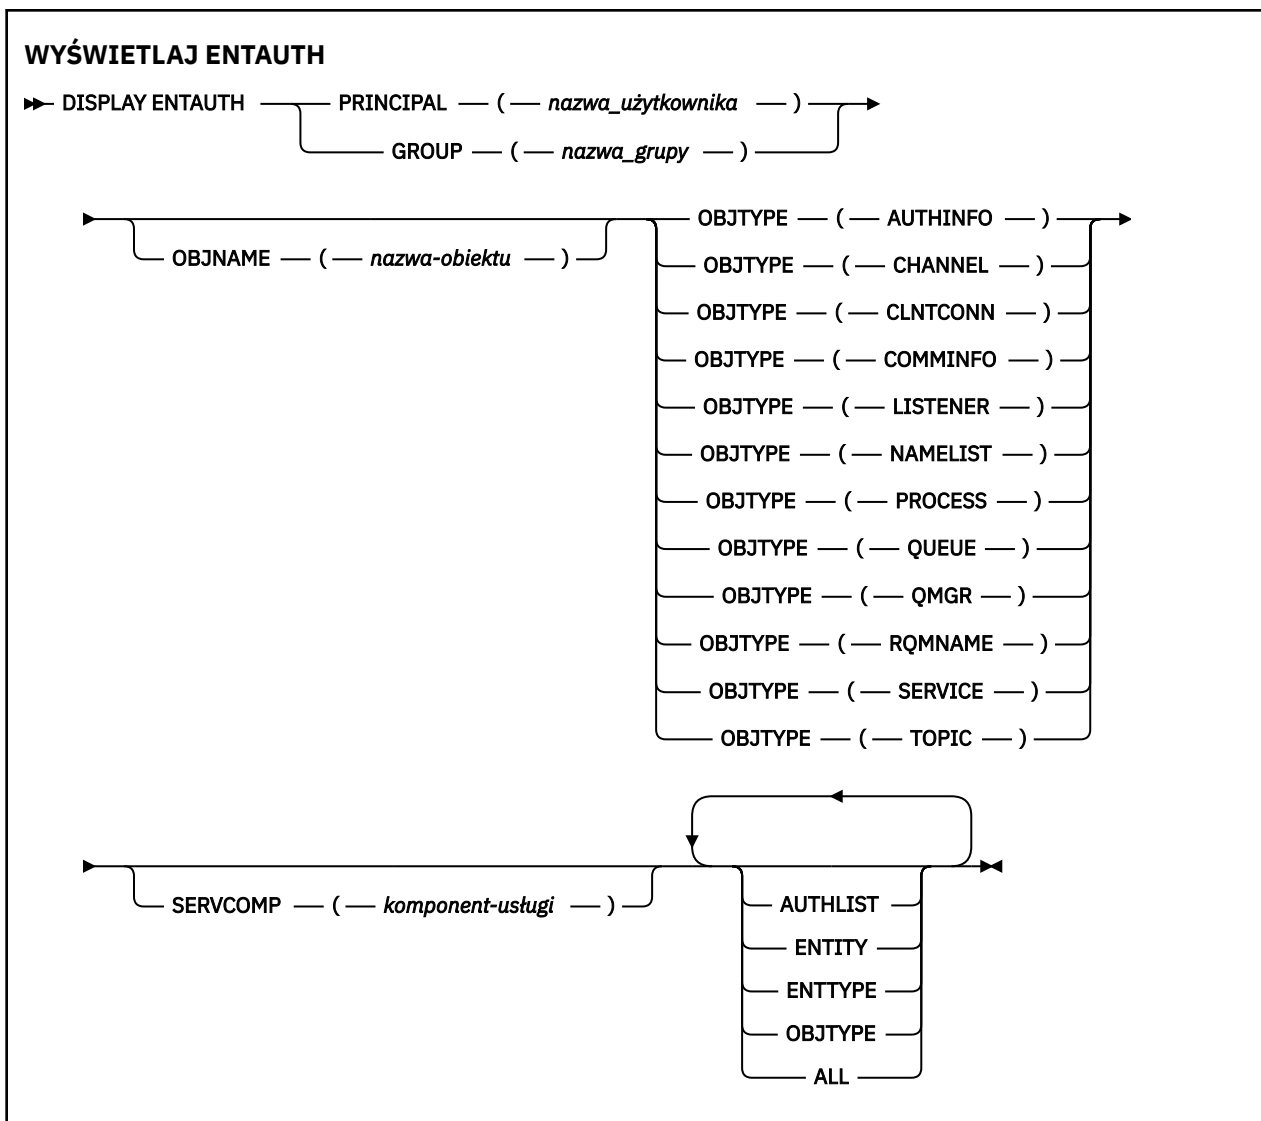 WYŚWIETLAJ ENTAUTH
DISPLAY ENTAUTH PRINCIPAL ( nazwa_użytkownika )
GROUP ( nazwa_grupy )
OBJTYPE ( AUTHINFO )
OBJNAME ( nazwa-obiektu )
OBJTYPE ( CHANNEL )
OBJTYPE ( CLNTCONN )
OBJTYPE ( COMMINFO )
OBJTYPE ( LISTENER )
OBJTYPE ( NAMELIST )
OBJTYPE ( PROCESS )
OBJTYPE ( QUEUE )
OBJTYPE ( QMGR )
OBJTYPE ( RQMNAME )
OBJTYPE ( SERVICE )
OBJTYPE ( TOPIC )
SERVCOMP ( komponent-usługi )
AUTHLIST
ENTITY
ENTTYPE
OBJTYPE
ALL